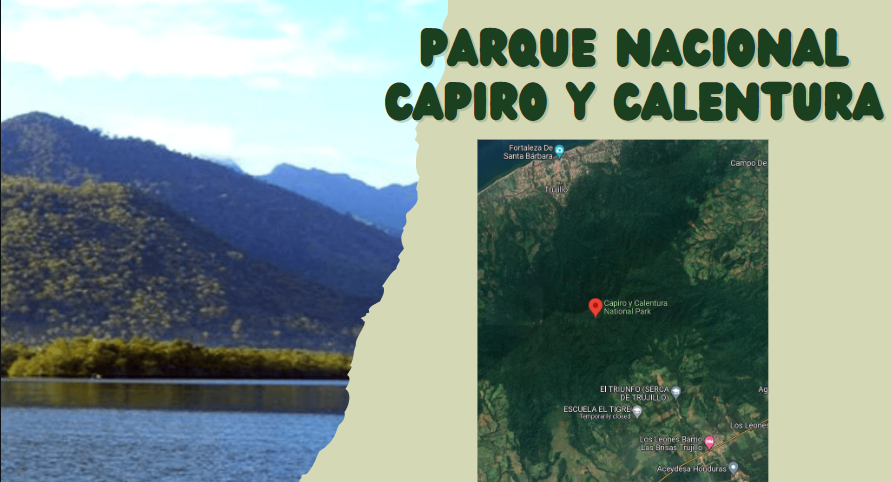 PARQUE NACIONAL
CAPIRO Y CALENTURA
Fortaleza De
Santa Bárbara
Trujillo
Campo De
Capiro y Calentura
National Park
El TRIUNFO (SERCA
DE TRUJILLO)
ESCUELA EL TIGRE
Temporarily closed
Ag
Los Leones
Los Leones Barrio
Las Brisas Trujillo
Aceydesa Honduras